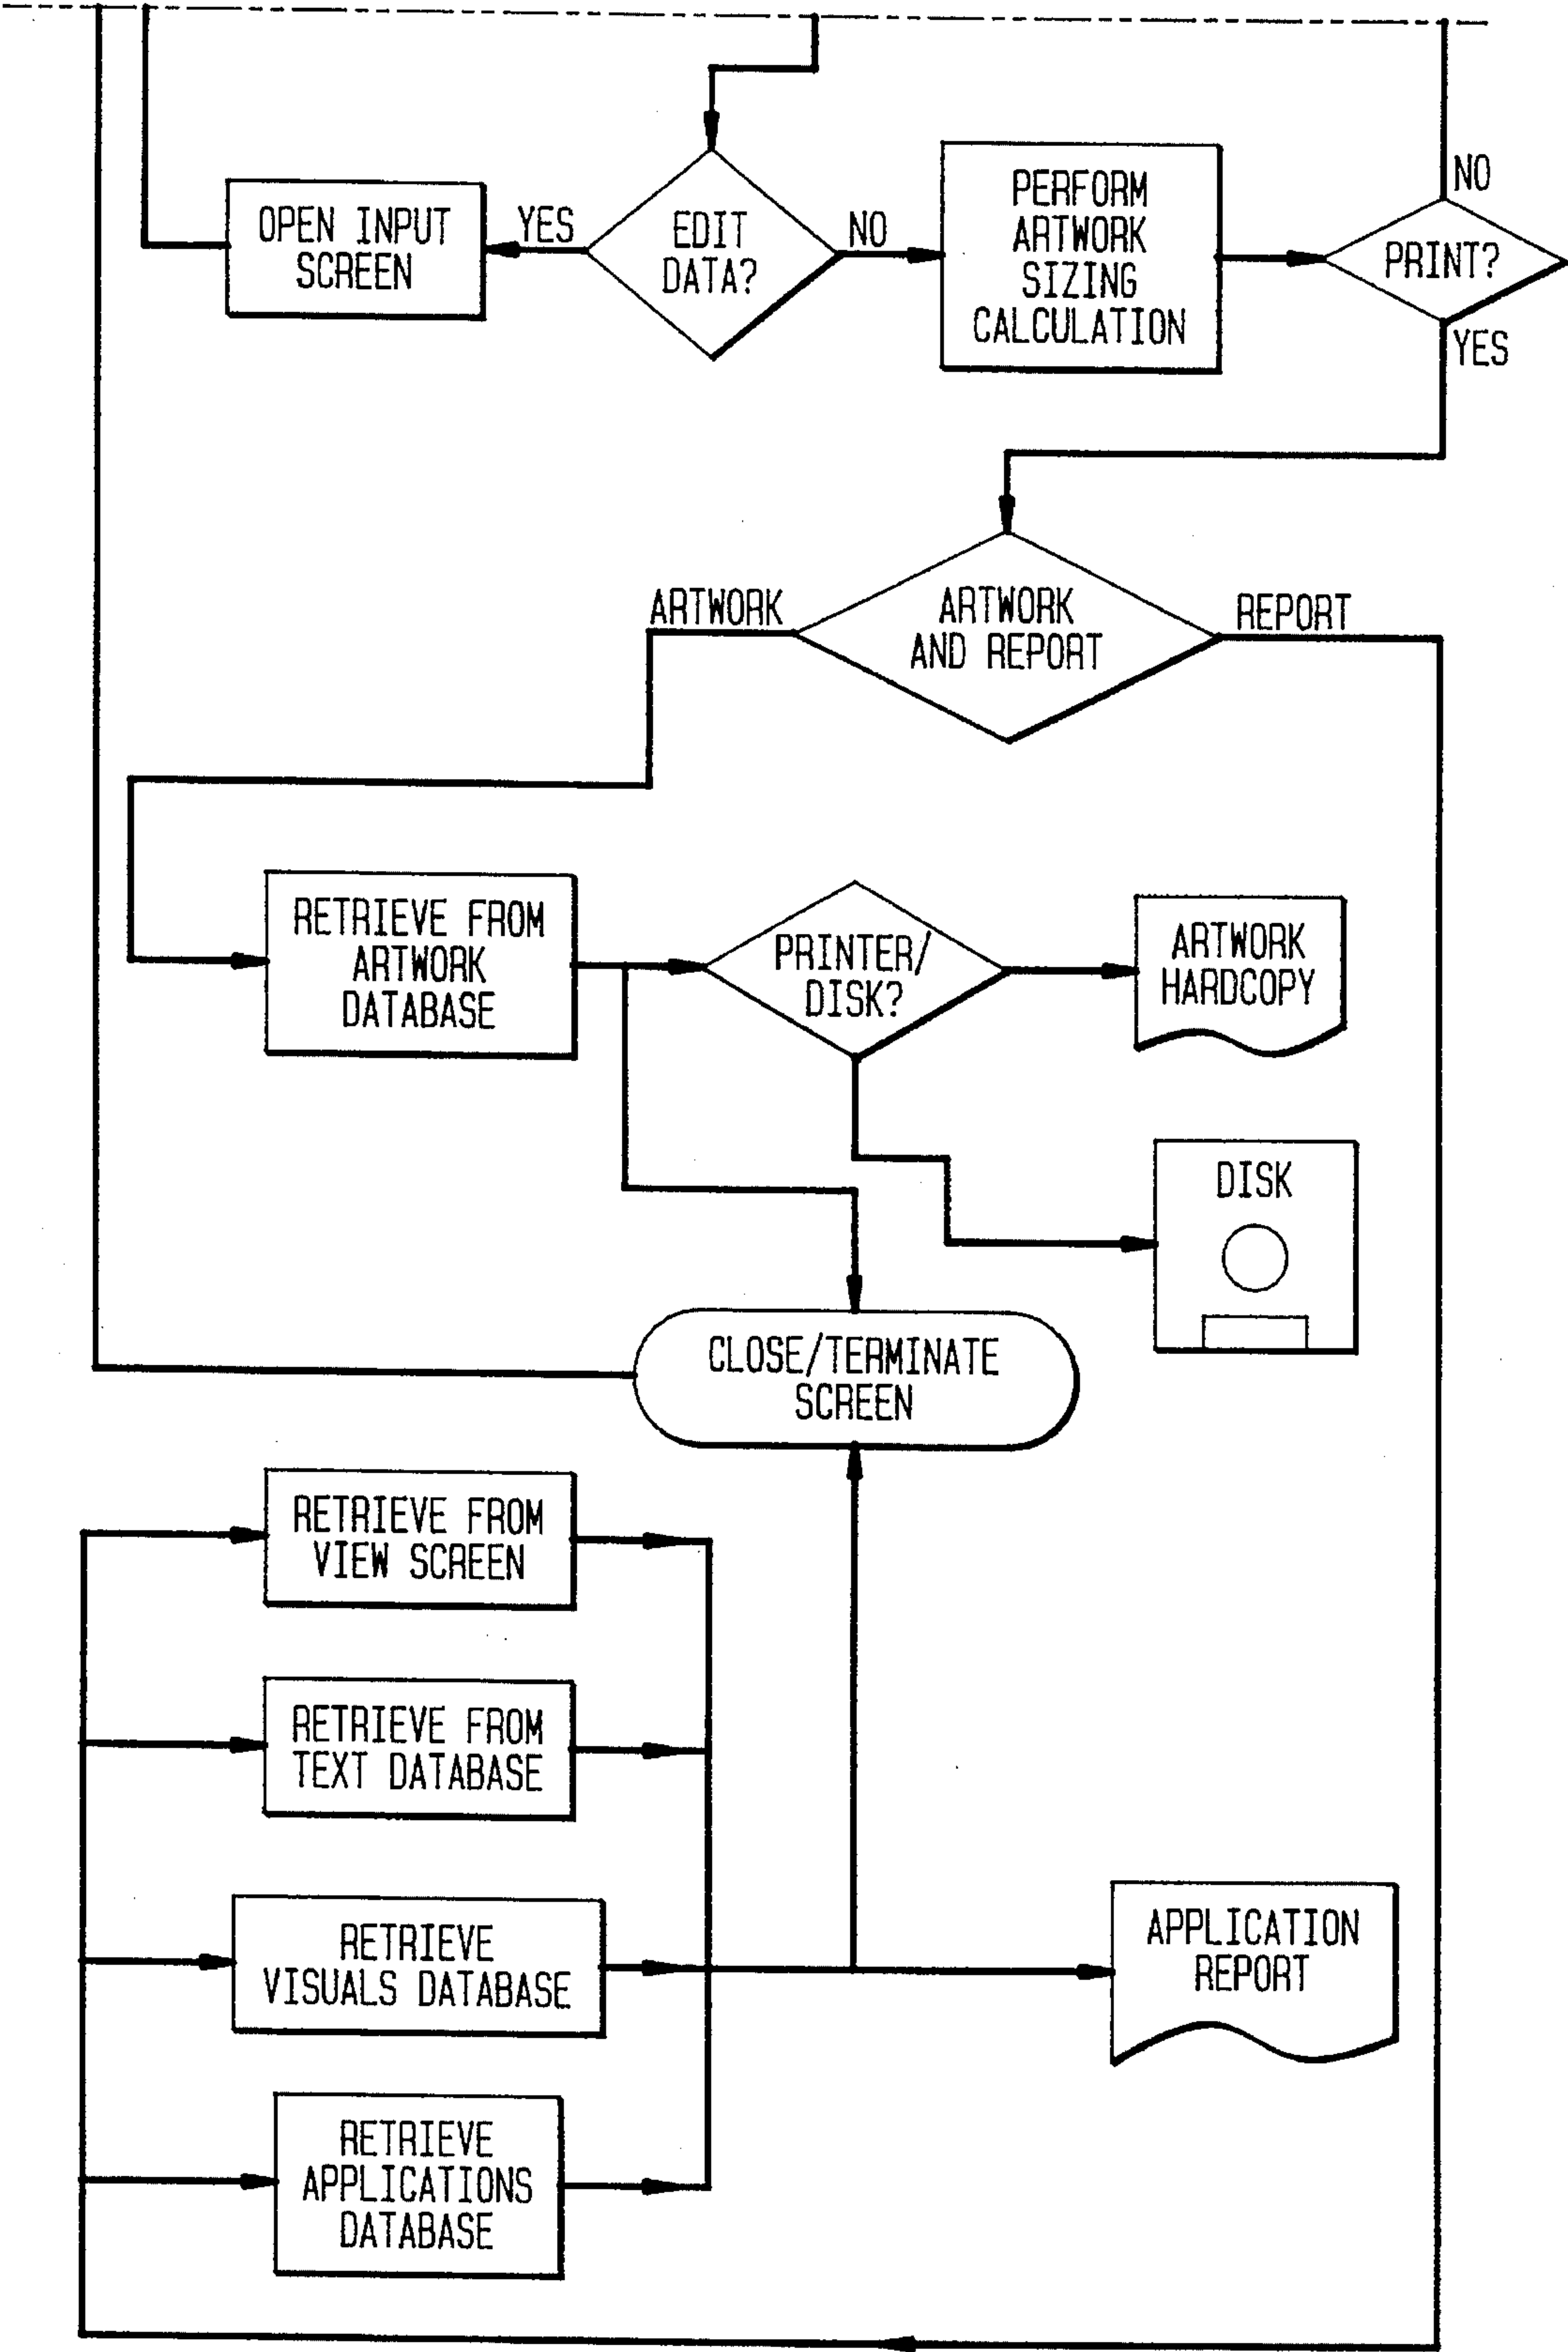 OPEN INPUT
SCREEN
YES
EDIT
DATA?
NO
PERFORM
ARTWORK
SIZING
CALCULATION
NO
PRINT?
YES
ARTWORK
ARTWORK
AND REPORT
REPORT
RETRIEVE FROM
ARTWORK
DATABASE
PRINTER/
DISK?
ARTWORK
HARDCOPY
DISK
CLOSE/TERMINATE
SCREEN
RETRIEVE FROM
VIEW SCREEN
RETRIEVE FROM
TEXT DATABASE
RETRIEVE
VISUALS DATABASE
APPLICATION
REPORT
RETRIEVE
APPLICATIONS
DATABASE